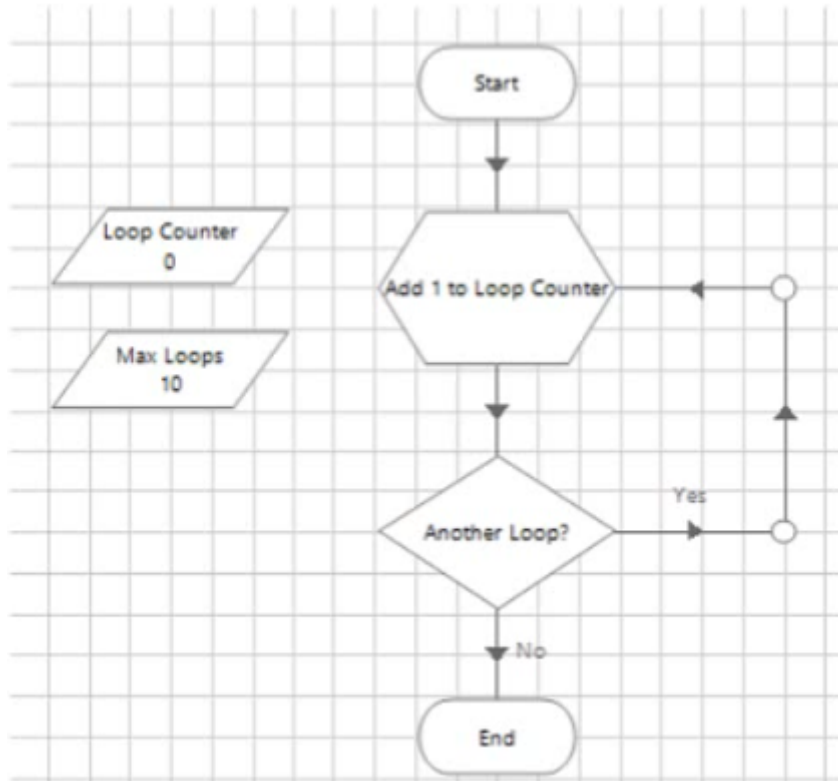 Start
Loop Counter
0
Add 1 to Loop Counter
Max Loops
10
Another Loop?
Yes
No
End